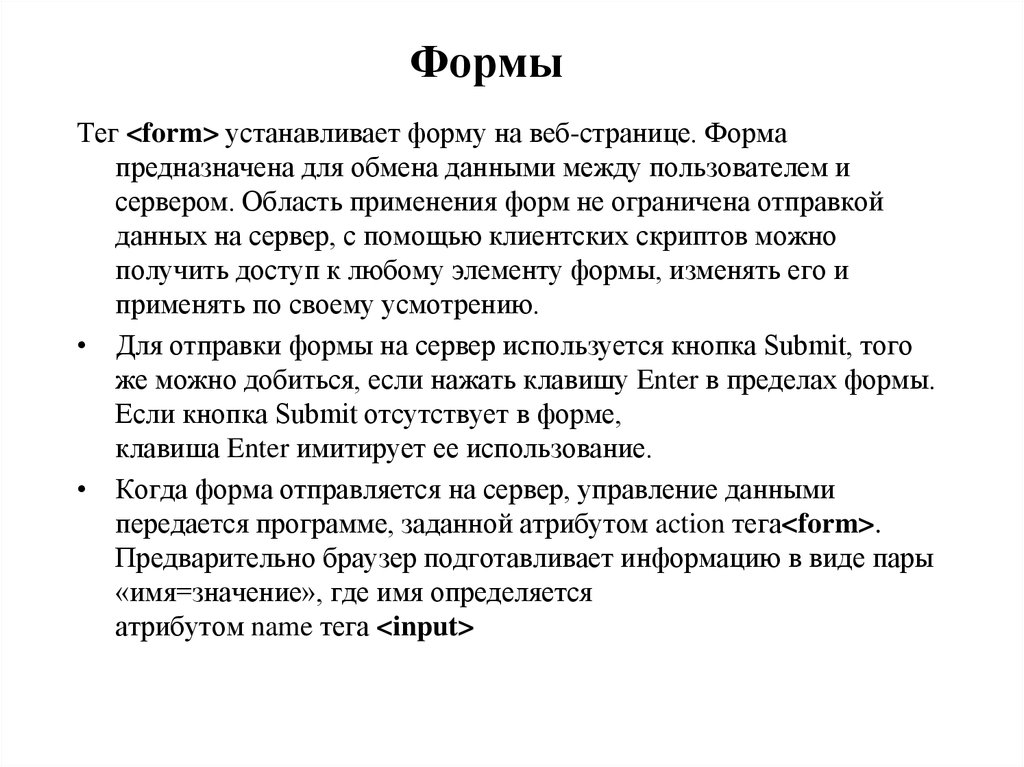 Формы
Тег <form> устанавливает форму на веб-странице. Форма
предназначена для обмена данными между пользователем и
сервером. Область применения форм не ограничена отправкой
данных на сервер, с помощью клиентских скриптов можно
получить доступ к любому элементу формы, изменять его и
применять по своему усмотрению.
• Для отправки формы на сервер используется кнопка Submit, того
же можно добиться, если нажать клавишу Enter в пределах формы.
Если кнопка Submit отсутствует в форме,
клавиша Enter имитирует ее использование.
• Когда форма отправляется на сервер, управление данными
передается программе, заданной атрибутом action тега<form>.
Предварительно браузер подготавливает информацию в виде пары
«имя=значение», где имя определяется
атрибутом name тега <input>